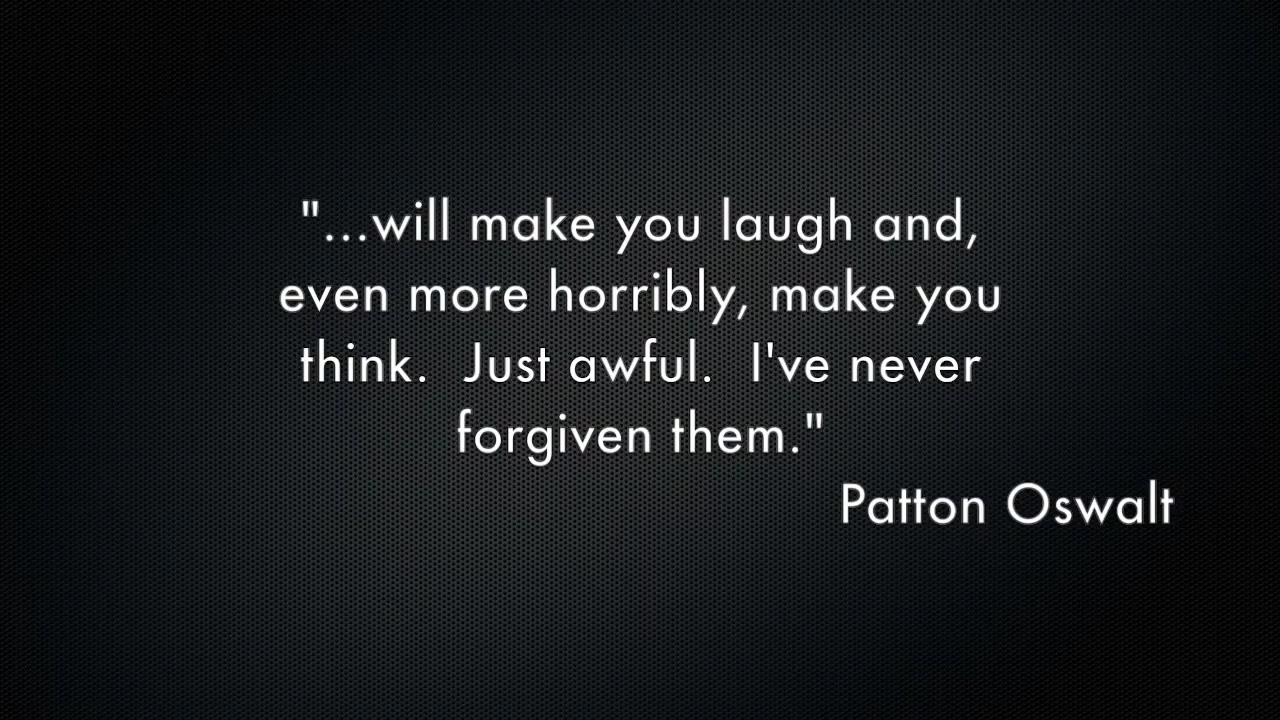 "...will make you laugh and,
even more horribly, make you
think.  Just awful.  I've never
forgiven them."
Patton Oswalt